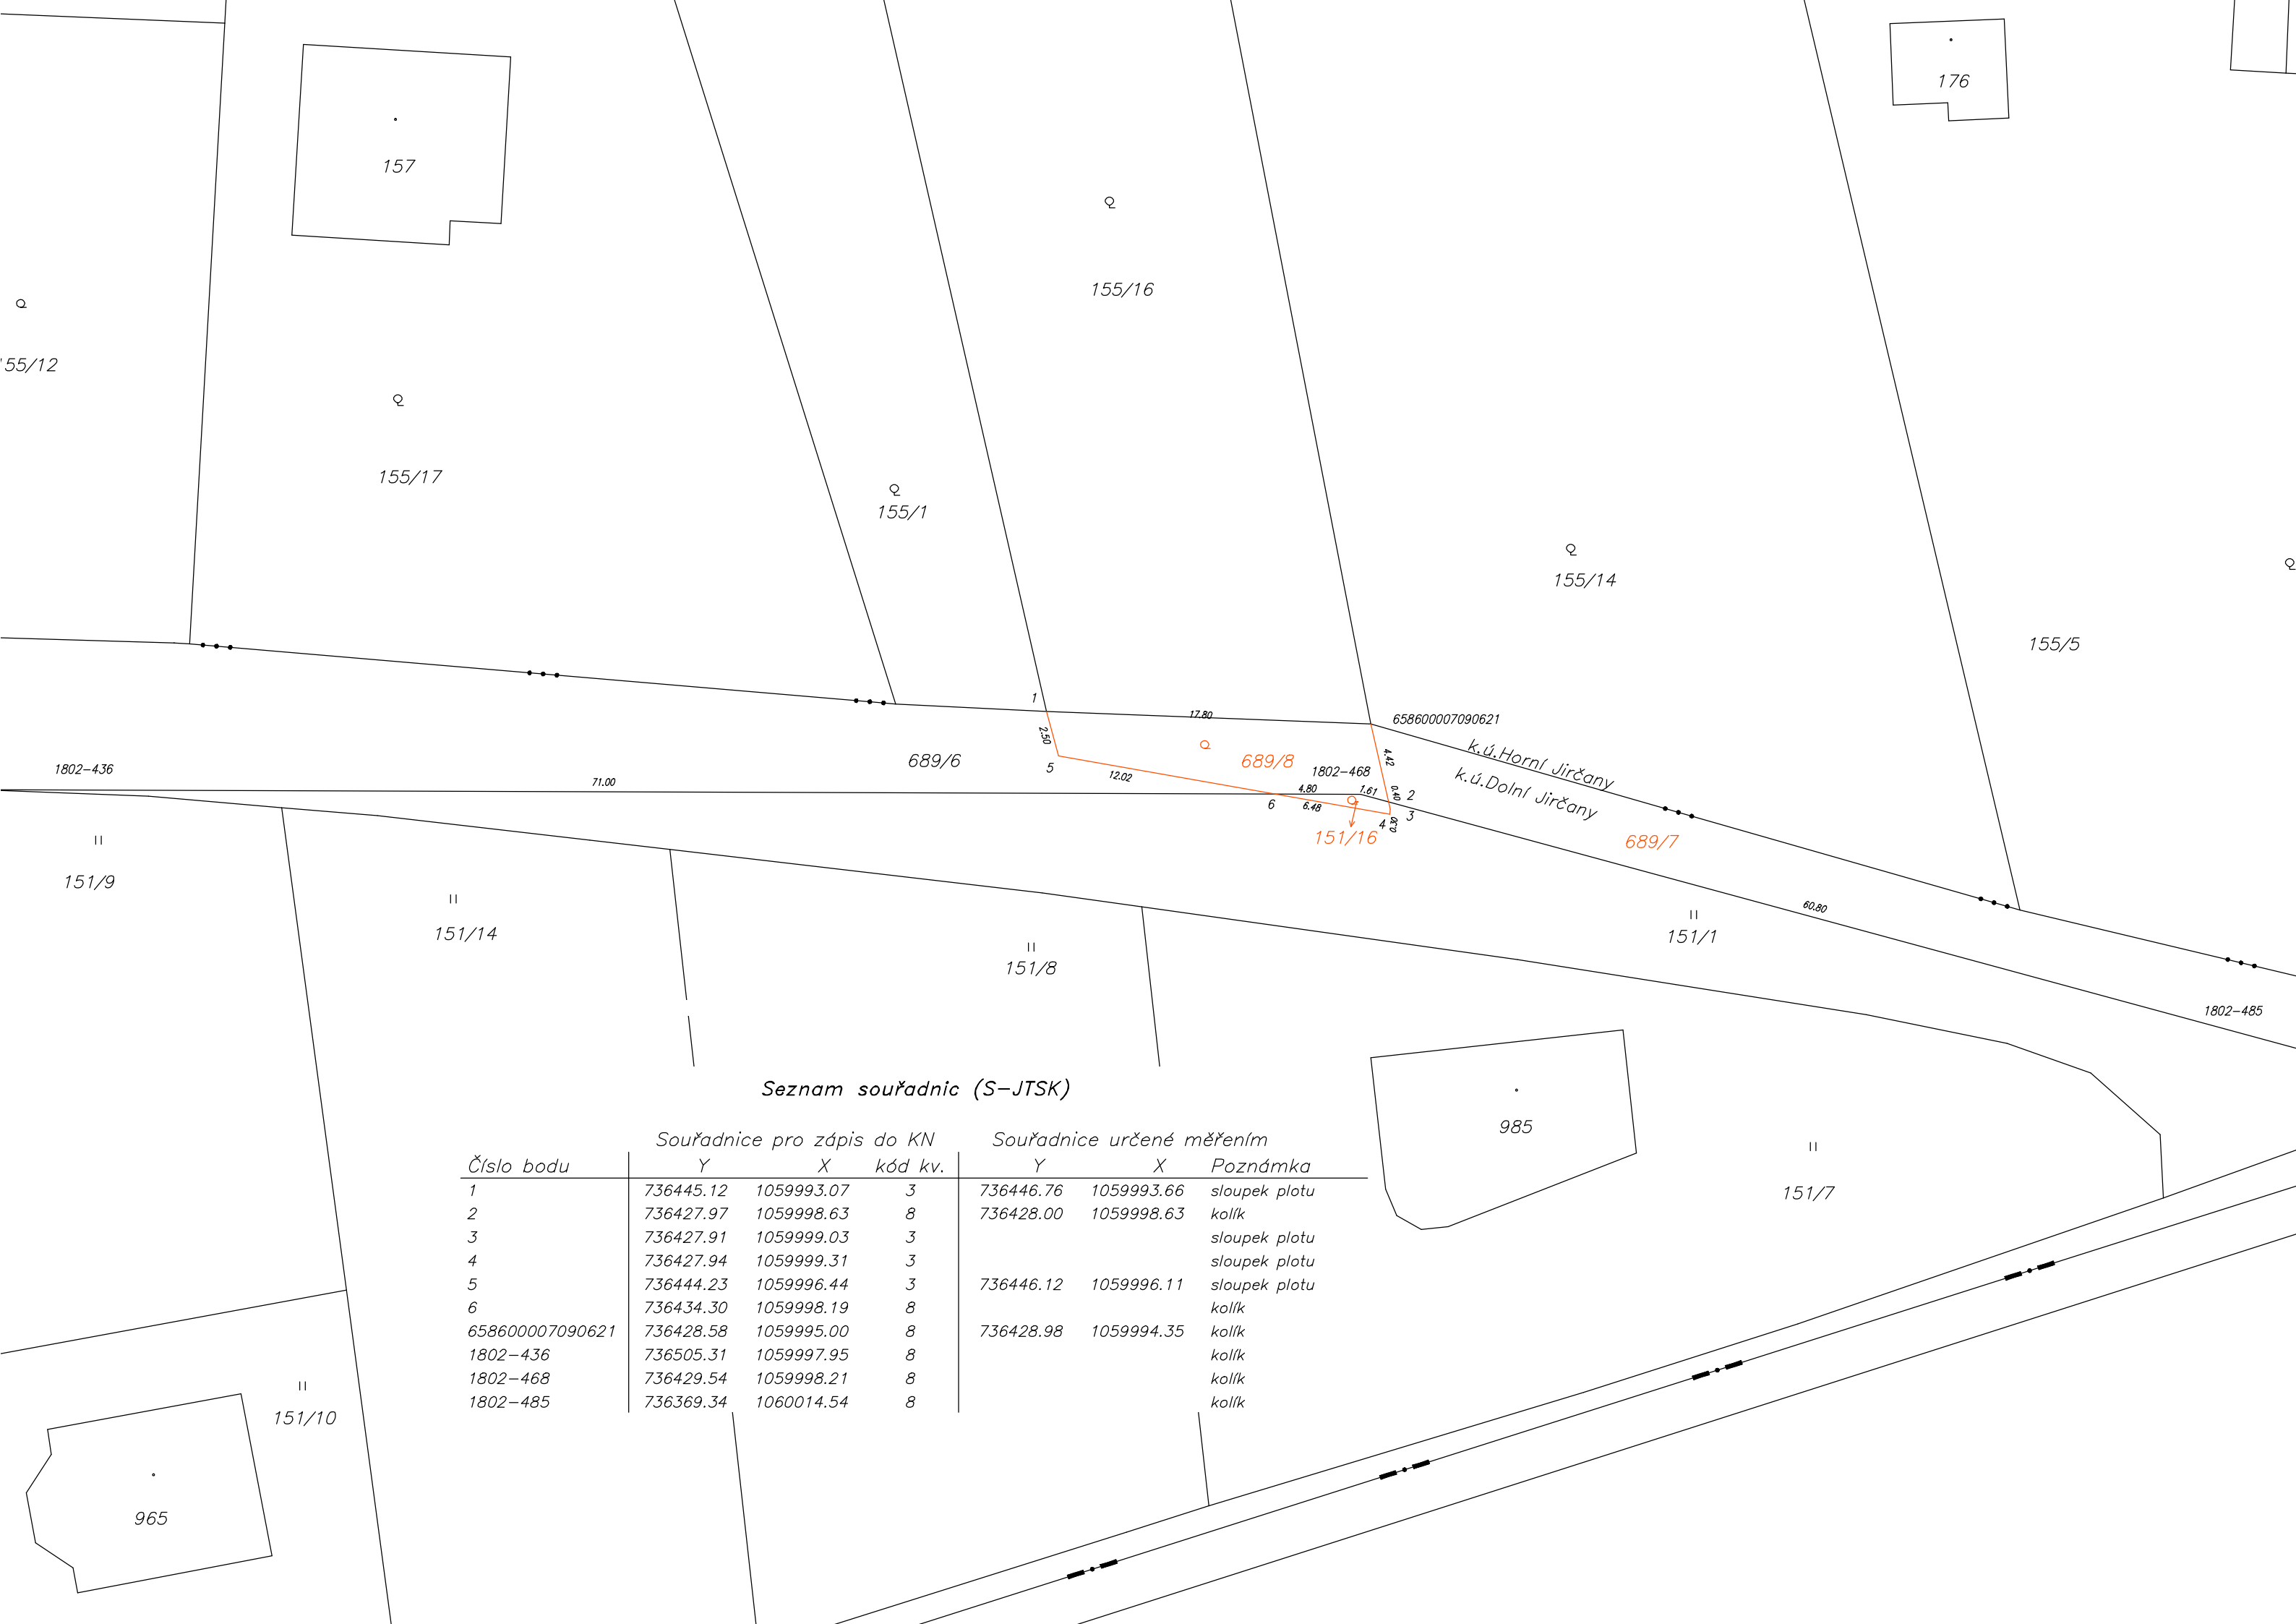 176
157
155/16
155/12
155/17
155/1
155/14
155/5
1
17.80
658600007090621
2.50
k.ú.Horní Jirčany
689/6
689/8
4.42
1802-436
5
12.02
1802-468
k.ú.Dolní Jirčany
71.00
4.80
1.61
0.40
2
6
6.48
3
4
0.30
151/16
689/7
151/9
60.80
151/14
151/1
151/8
1802-485
Seznam souřadnic (S-JTSK)
985
Souřadnice pro zápis do KN Souřadnice určené měřením
Číslo bodu Y X kód kv. Y X Poznámka
1 736445.12 1059993.07 3 736446.76 1059993.66 sloupek plotu
2 736427.97 1059998.63 8 736428.00 1059998.63 kolík
3 736427.91 1059999.03 3 sloupek plotu
4 736427.94 1059999.31 3 sloupek plotu
5 736444.23 1059996.44 3 736446.12 1059996.11 sloupek plotu
6 736434.30 1059998.19 8 kolík
658600007090621 736428.58 1059995.00 8 736428.98 1059994.35 kolík
1802-436 736505.31 1059997.95 8 kolík
1802-468 736429.54 1059998.21 8 kolík
1802-485 736369.34 1060014.54 8 kolík
151/7
151/10
965